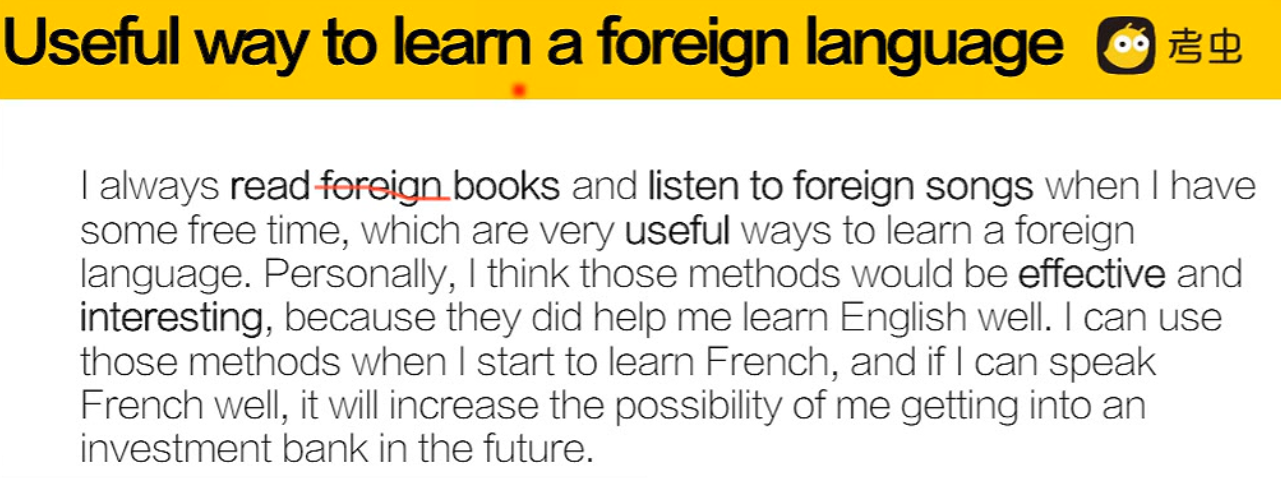 Useful way to learn a foreign language 考虫
I always read foreign books and listen to foreign songs when I have
some free time, which are very useful ways to learn a foreign
language. Personally, I think those methods would be effective and
interesting, because they did help me learn English well. I can use
those methods when I start to learn French, and if I can speak
French well, it will increase the possibility of me getting into an
investment bank in the future.